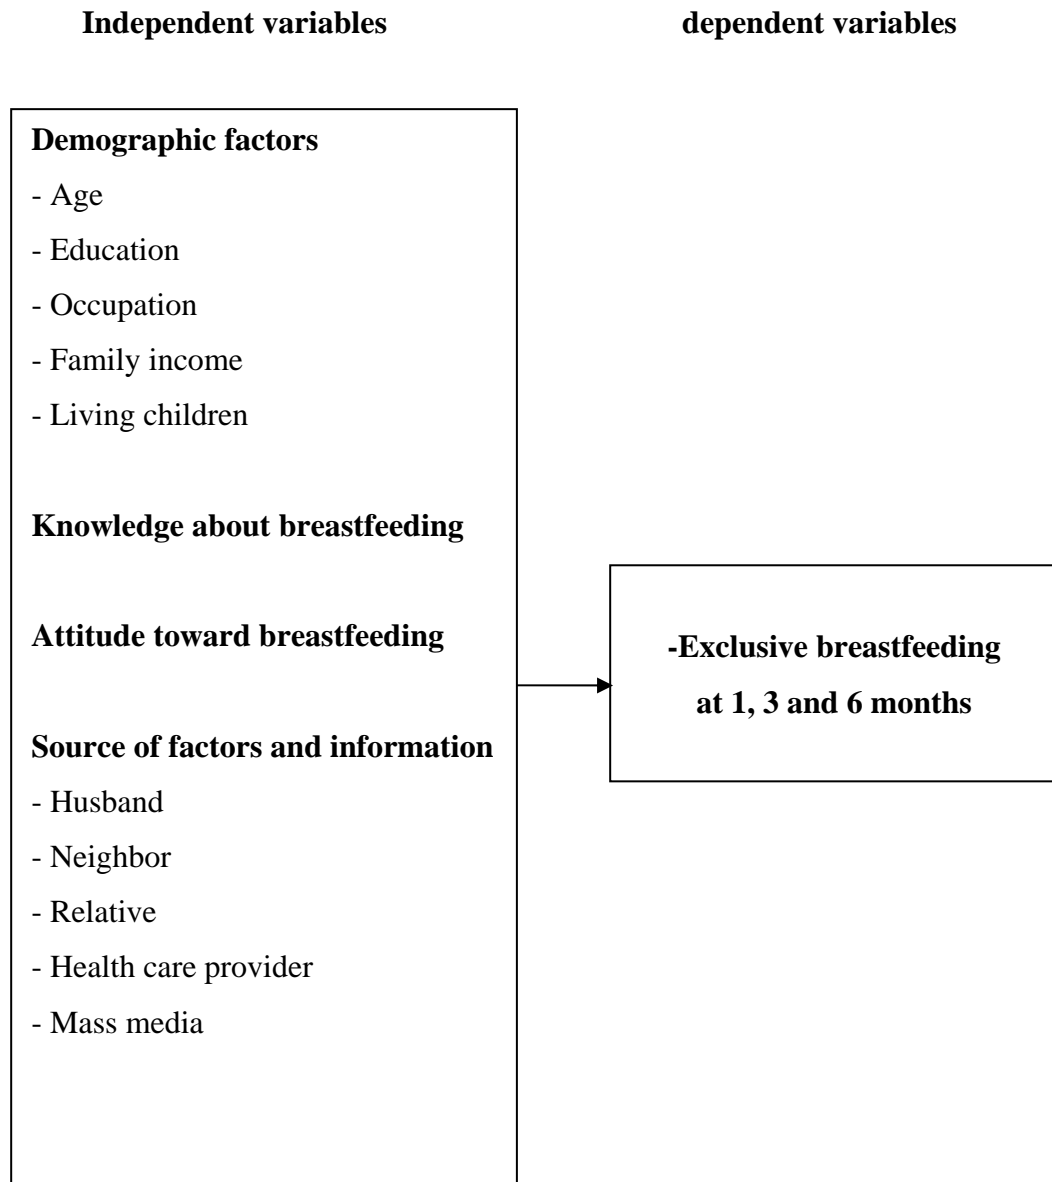 Independent variables
dependent variables
Demographic factors
- Age
- Education
- Occupation
- Family income
- Living children
Knowledge about breastfeeding
Attitude toward breastfeeding
Source of factors and information
- Husband
- Neighbor
- Relative
- Health care provider
- Mass media
-Exclusive breastfeeding
at 1, 3 and 6 months